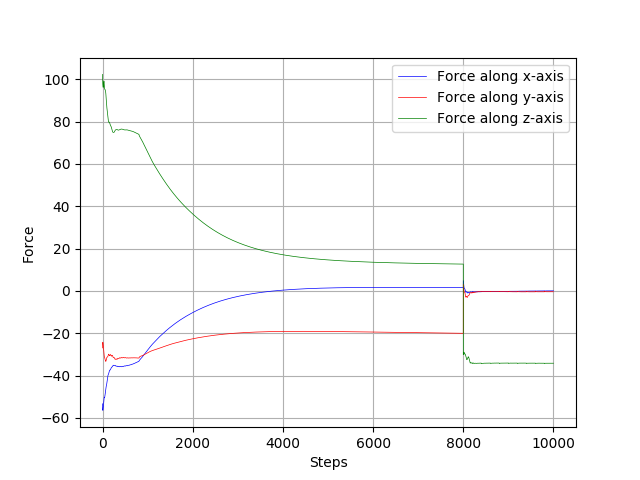 Force along x-axis
Force along y-axis
Force along z-axis
100
80
60
40
20
0
−20
−40
−60
Force
0 2000 4000 6000 8000 10000
Steps